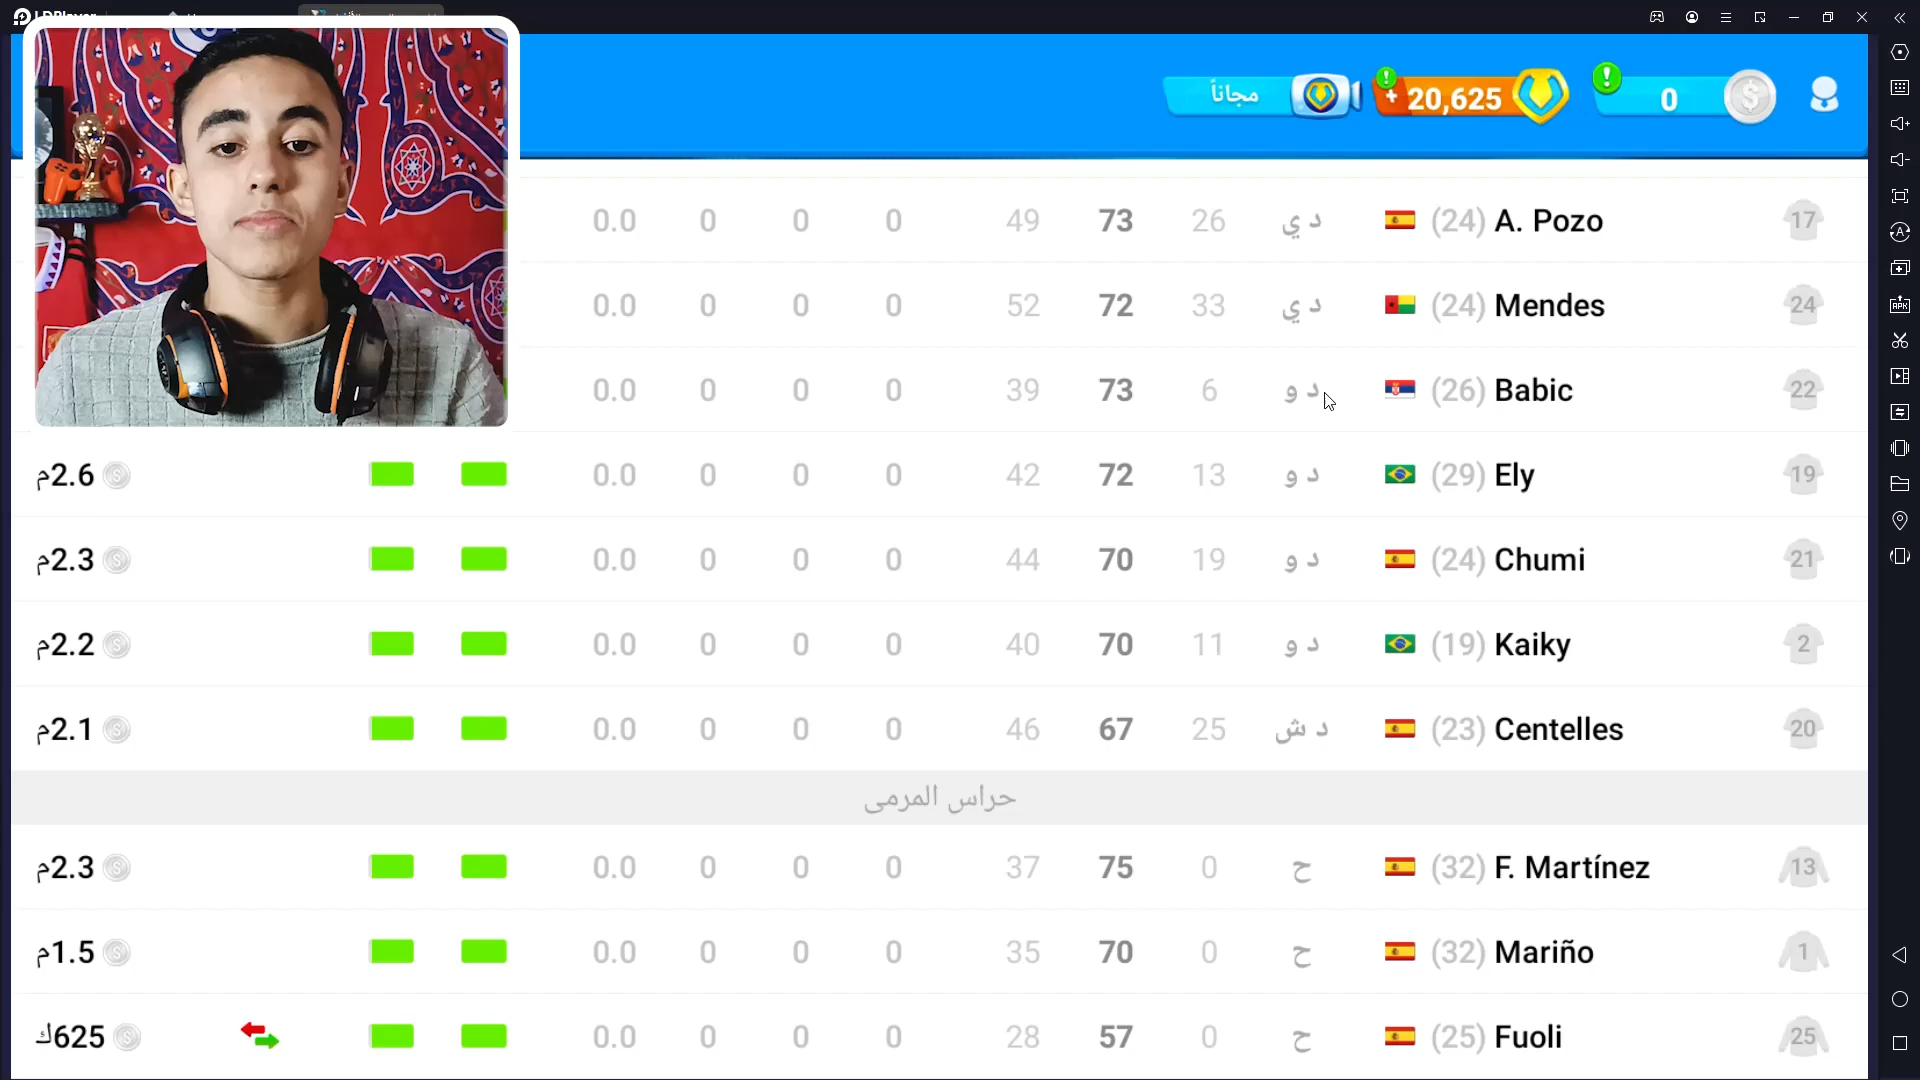 مجاناً
20,625
0
17 A. Pozo (24) د ي 26 73 49 0 0 0 0.0
24 Mendes (24) د ي 33 72 52 0 0 0 0.0
22 Babic (26) د و 6 73 39 0 0 0 0.0
19 Ely (29) د و 13 72 42 0 0 0 0.0 2.6م
21 Chumi (24) د و 19 70 44 0 0 0 0.0 2.3م
2 Kaiky (19) د و 11 70 40 0 0 0 0.0 2.2م
20 Centelles (23) د ش 25 67 46 0 0 0 0.0 2.1م
حراس المرمى
13 F. Martínez (32) ح 0 75 37 0 0 0 0.0 2.3م
1 Mariño (32) ح 0 70 35 0 0 0 0.0 1.5م
25 Fuoli (25) ح 0 57 28 0 0 0 0.0 625ك